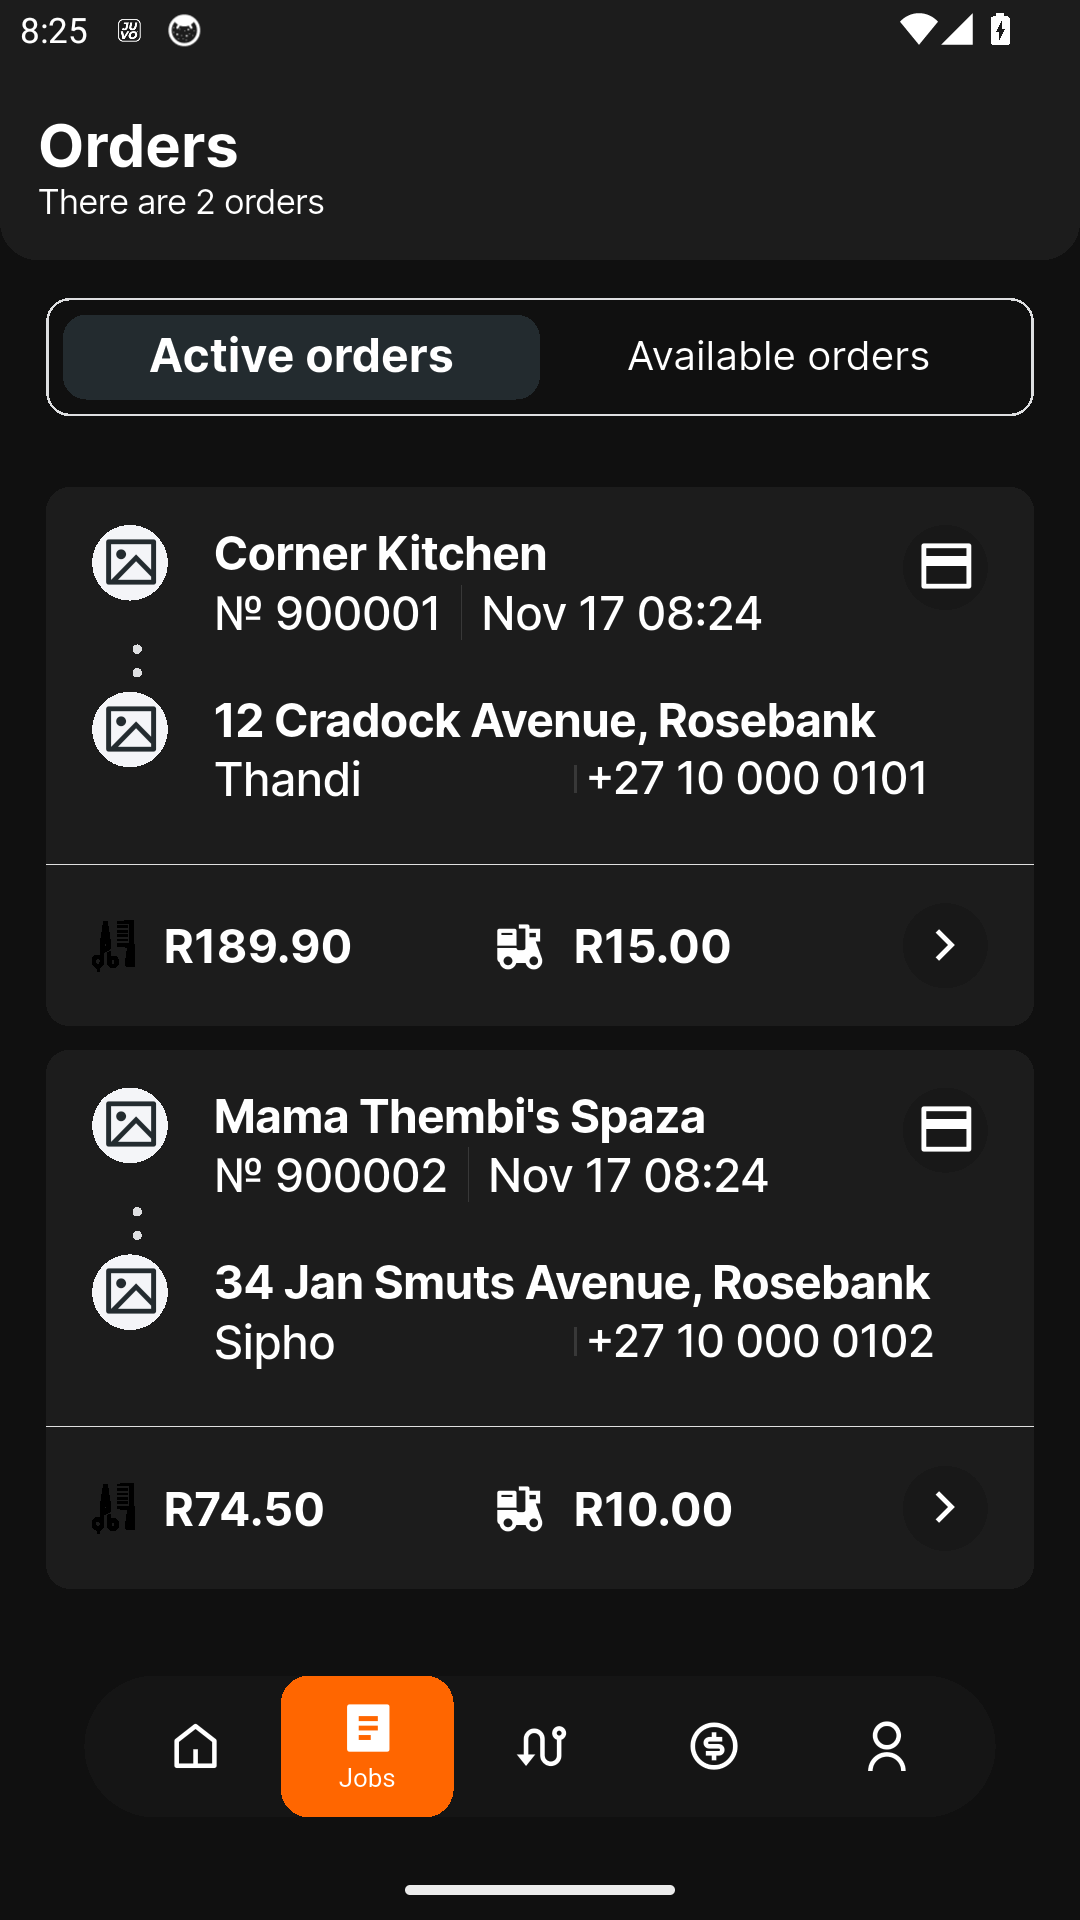 8:25
JUVO
Orders
There are 2 orders
Active orders
Available orders
Corner Kitchen
№ 900001
Nov 17 08:24
12 Cradock Avenue, Rosebank
Thandi
+27 10 000 0101
R189.90
R15.00
Mama Thembi's Spaza
№ 900002
Nov 17 08:24
34 Jan Smuts Avenue, Rosebank
Sipho
+27 10 000 0102
R74.50
R10.00
Jobs